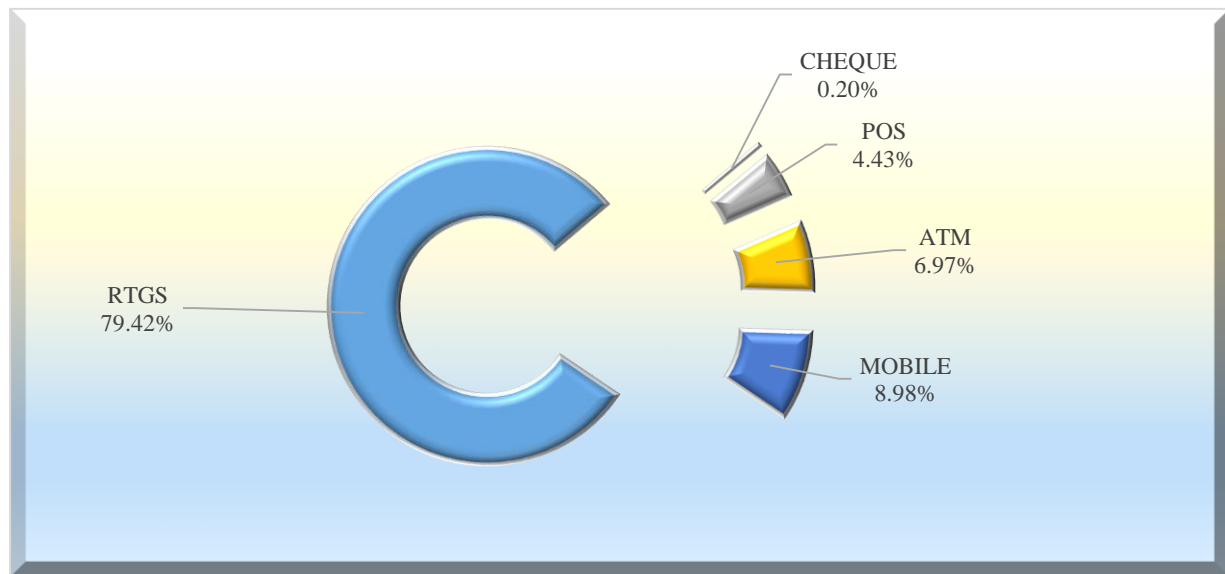 CHEQUE
0.20%
POS
4.43%
ATM
6.97%
RTGS
79.42%
MOBILE
8.98%